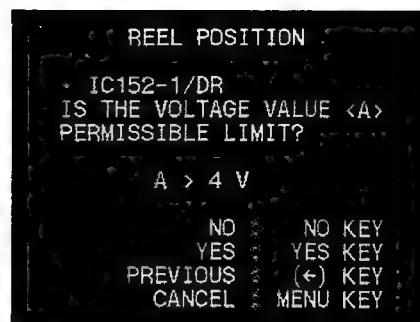 REEL POSITION
* IC152-1/DR
IS THE VOLTAGE VALUE <A>
PERMISSIBLE LIMIT?
A > 4 V
NO * NO KEY
YES * YES KEY
PREVIOUS * (←) KEY
CANCEL * MENU KEY